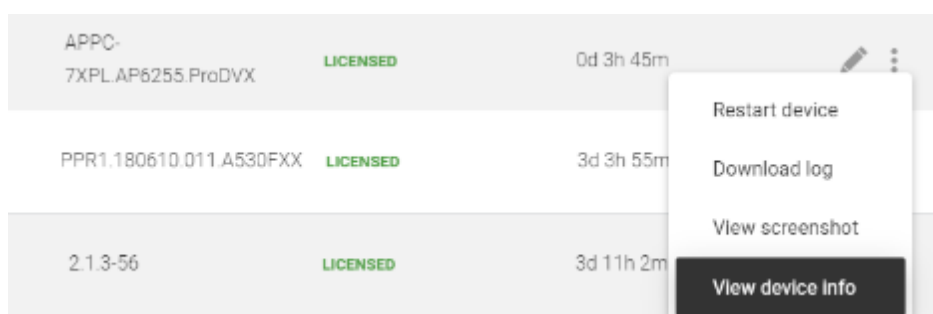 APPC-
7XPL.AP6255.ProDVX LICENSED 0d 3h 45m
Restart device
PPR1.180610.011.A530FXX LICENSED 3d 3h 55m
Download log
View screenshot
2.1.3-56 LICENSED 3d 11h 2m
View device info